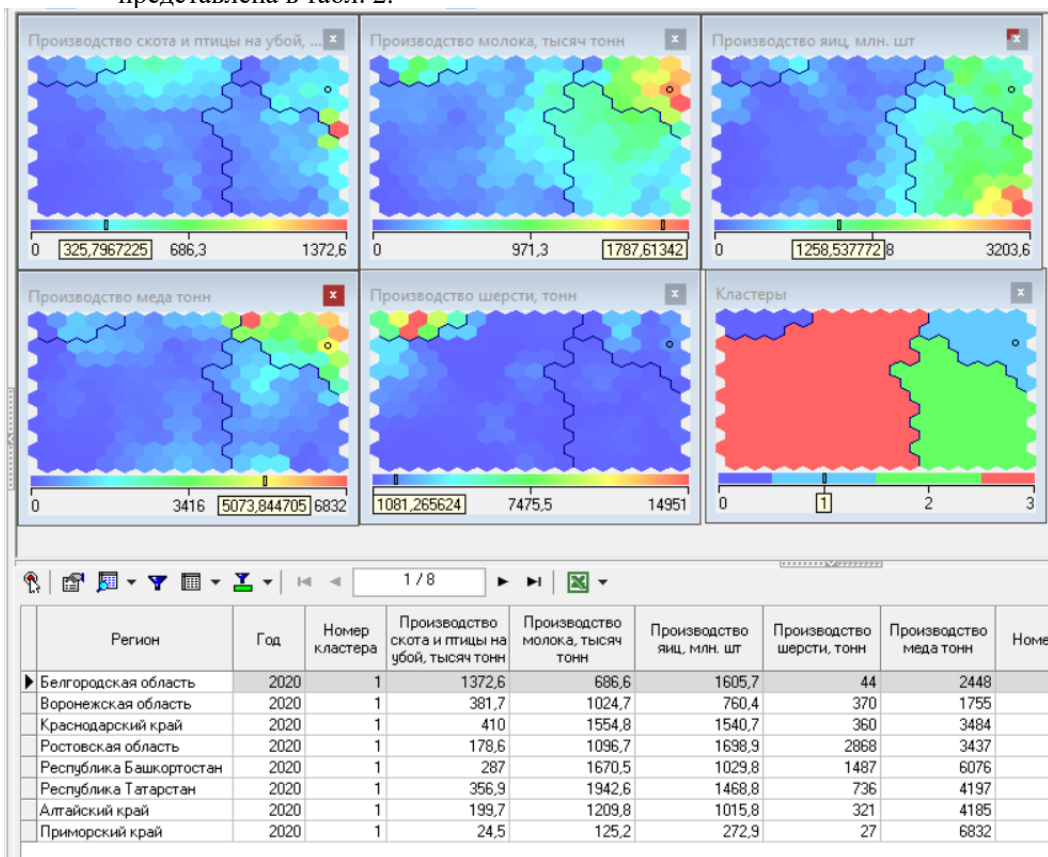 представлена в табл. 2.
Производство скота и птицы на убой, ...
Производство молока, тысяч тонн
Производство яиц, млн. шт
0 325,7967225 686,3 1372,6
0 971,3 1787,61342
0 1258,537772 8 3203,6
Производство меда тонн
Производство шерсти, тонн
Кластеры
0 3416 5073,844705 6832
1081,265624 7475,5 14951
0 1 2 3
1 / 8
Регион Год Номер кластера Производство скота и птицы на убой, тысяч тонн Производство молока, тысяч тонн Производство яиц, млн. шт Производство шерсти, тонн Производство меда тонн Номе
Белгородская область 2020 1 1372,6 686,6 1605,7 44 2448
Воронежская область 2020 1 381,7 1024,7 760,4 370 1755
Краснодарский край 2020 1 410 1554,8 1540,7 360 3484
Ростовская область 2020 1 178,6 1096,7 1698,9 2868 3437
Республика Башкортостан 2020 1 287 1670,5 1029,8 1487 6076
Республика Татарстан 2020 1 356,9 1942,6 1468,8 736 4197
Алтайский край 2020 1 199,7 1209,8 1015,8 321 4185
Приморский край 2020 1 24,5 125,2 272,9 27 6832